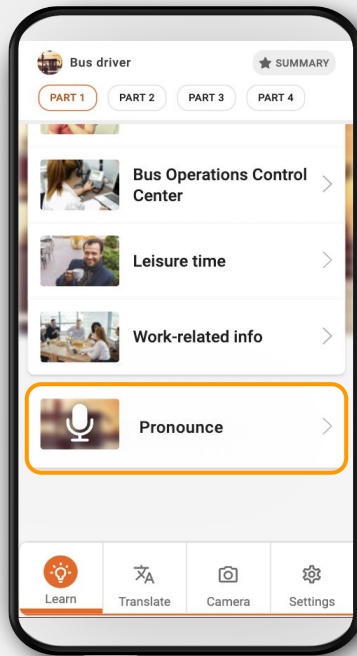 Bus driver
SUMMARY
PART 1
PART 2
PART 3
PART 4
Bus Operations Control
Center
Leisure time
Work-related info
Pronounce
Learn
Translate
Camera
Settings